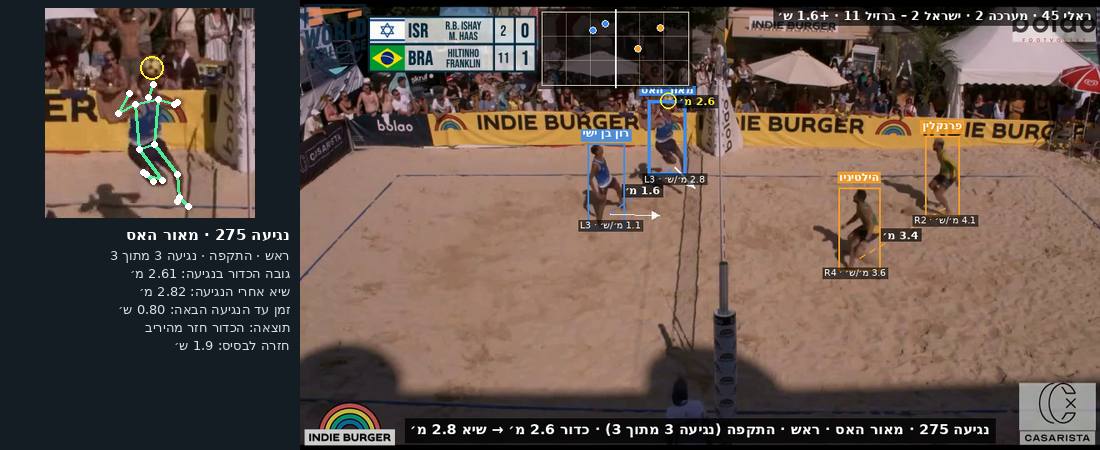 נגיעה 275 · מאור האס
ראש · התקפה · נגיעה 3 מתוך 3
גובה הכדור בנגיעה: 2.61 מ׳
שיא אחרי הנגיעה: 2.82 מ׳
זמן עד הנגיעה הבאה: 0.80 ש׳
תוצאה: הכדור חזר מהיריב
חזרה לבסיס: 1.9 ש׳
ראלי 45 · מערכה 2 · ישראל 2 - ברזיל 11 · +1.6 ש׳
ISR R.B. ISHAY M. HAAS 2 0
BRA HILTINHO FRANKLIN 11 1
INDIE BURGER
bolao
FOOTVOLLEY
bolao
INDIE BURGER
INDIE BURGER
CASARISTA
מאור האס
2.6 מ׳
רון בן ישי
פרנקלין
הילטיניו
L3 · 2.8 מ׳/ש׳
1.6 מ׳
L3 · 1.1 מ׳/ש׳
R2 · 4.1 מ׳/ש׳
3.4 מ׳
R4 · 3.6 מ׳/ש׳
INDIE BURGER
נגיעה 275 · מאור האס · ראש · התקפה (נגיעה 3 מתוך 3) · כדור 2.6 מ׳ → שיא 2.8 מ׳
CASARISTA